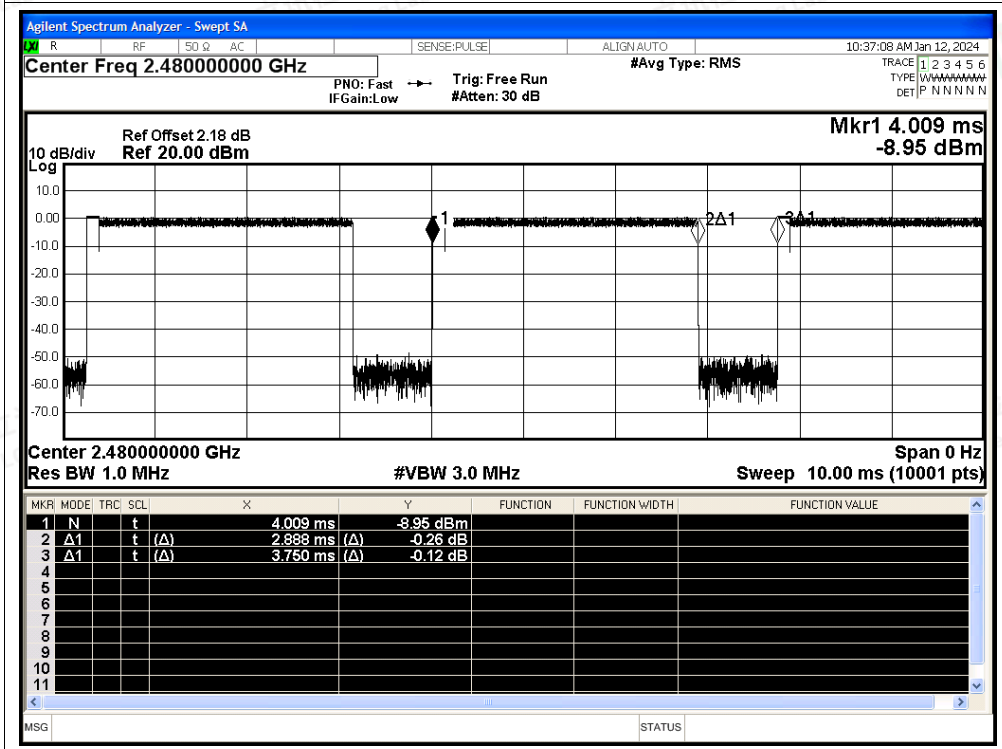 Agilent Spectrum Analyzer - Swept SA
LXI R RF 50 Ω AC SENSE:PULSE ALIGN AUTO 10:37:08 AM Jan 12, 2024
Center Freq 2.480000000 GHz
PNO: Fast
IFGain:Low
Trig: Free Run
#Atten: 30 dB
#Avg Type: RMS
TRACE 1 2 3 4 5 6
TYPE WWWWWW
DET P N N N N N
Ref Offset 2.18 dB
10 dB/div Ref 20.00 dBm
Log
Mkr1 4.009 ms
-8.95 dBm
10.0
0.00
-10.0
-20.0
-30.0
-40.0
-50.0
-60.0
-70.0
1
2Δ1
3Δ1
Center 2.480000000 GHz Span 0 Hz
Res BW 1.0 MHz #VBW 3.0 MHz Sweep 10.00 ms (10001 pts)
MKR MODE TRC SCL X Y FUNCTION FUNCTION WIDTH FUNCTION VALUE
1 N t 4.009 ms -8.95 dBm
2 Δ1 t (Δ) 2.888 ms (Δ) -0.26 dB
3 Δ1 t (Δ) 3.750 ms (Δ) -0.12 dB
4
5
6
7
8
9
10
11
MSG STATUS